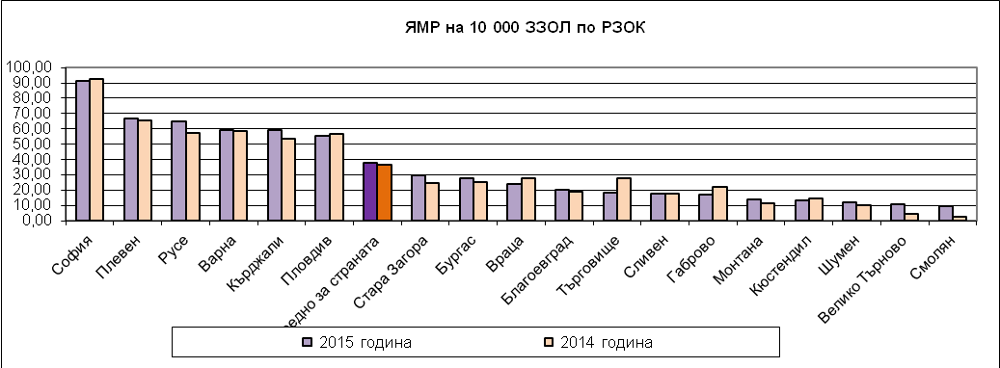 ЯМР на 10 000 ЗЗОЛ по РЗОК
100,00
90,00
80,00
70,00
60,00
50,00
40,00
30,00
20,00
10,00
0,00
София
Плевен
Русе
Варна
Кърджали
Пловдив
редно за страната
Стара Загора
Бургас
Враца
Благоевград
Търговище
Сливен
Габрово
Монтана
Кюстендил
Шумен
Велико Търново
Смолян
2015 година
2014 година